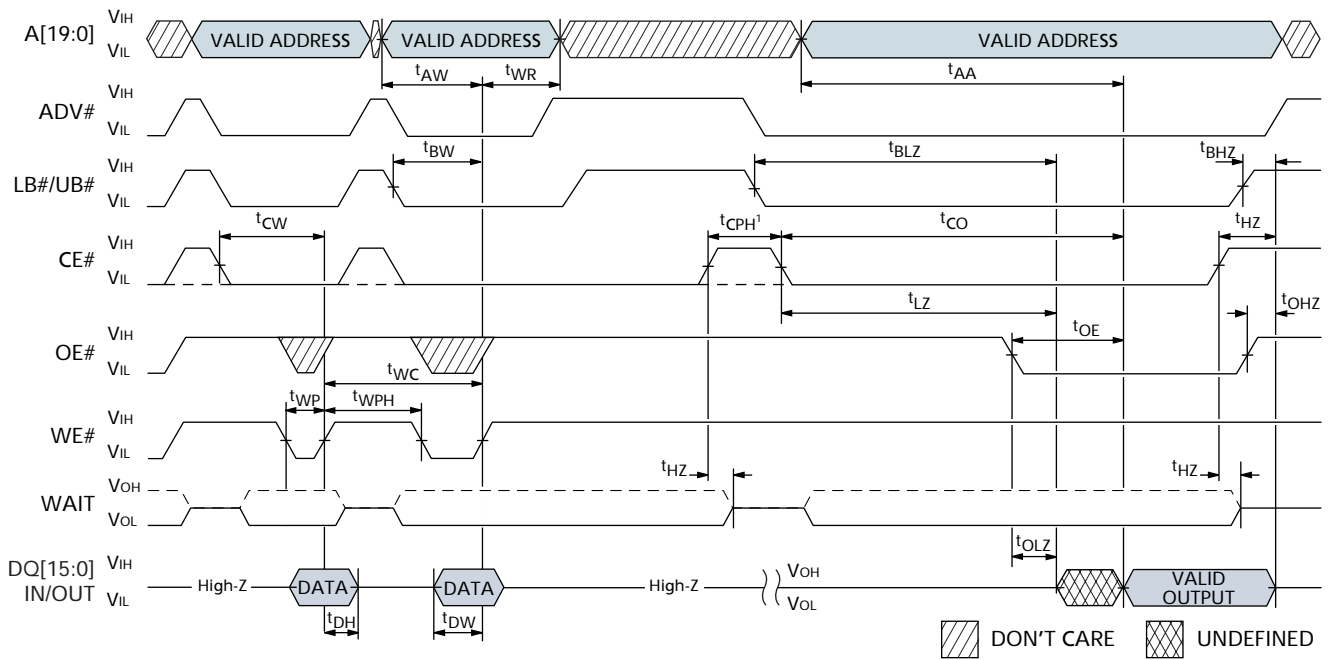 A[19:0] VIH VIL VALID ADDRESS VALID ADDRESS VALID ADDRESS
tAW tWR tAA
ADV# VIH VIL
tBW tBLZ tBHZ
LB#/UB# VIH VIL
tCW tCPH¹ tCO tHZ
CE# VIH VIL
tLZ tOHZ
OE# VIH VIL tOE
tWC
tWP tWPH
WE# VIH VIL
tHZ tHZ
WAIT VOH VOL
tOLZ
DQ[15:0] IN/OUT VIH VIL High-Z DATA DATA High-Z VOH VOL VALID OUTPUT
tDH tDW
DON'T CARE UNDEFINED